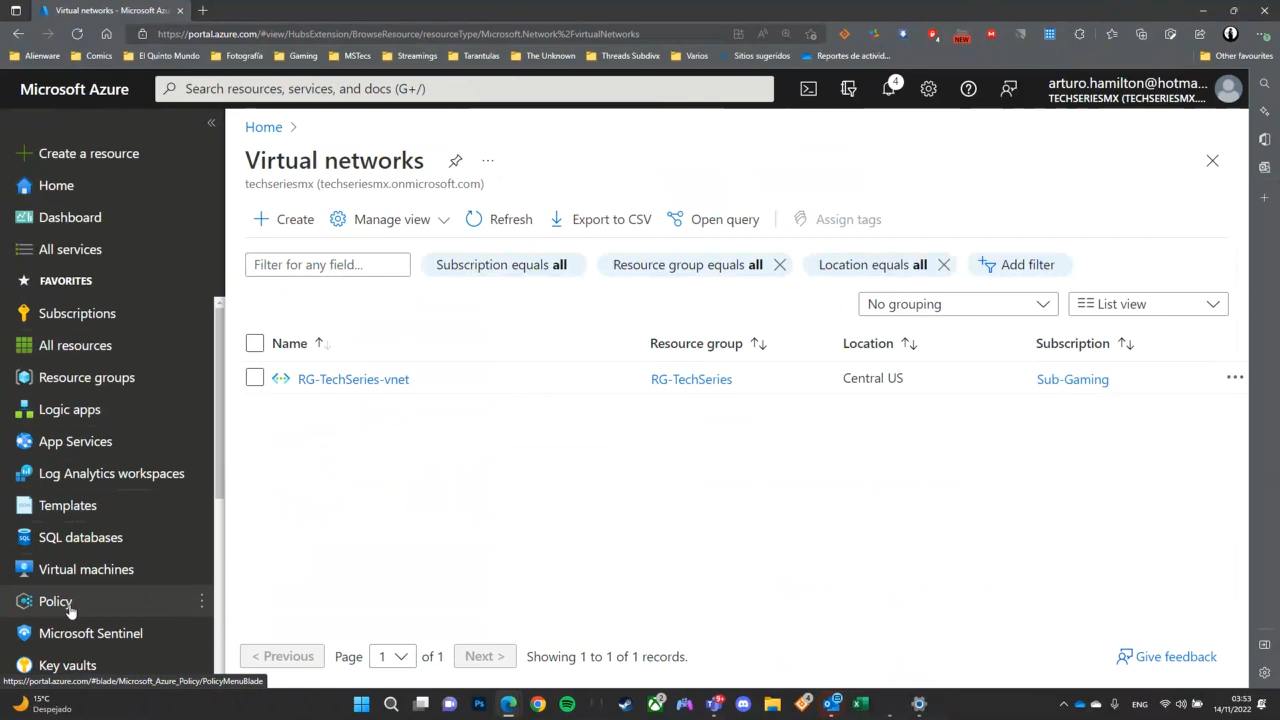 Virtual networks - Microsoft Az
https://portal.azure.com/#view/HubsExtension/BrowseResource/resourceType/Microsoft.Network%2FvirtualNetworks
Alienware Comics El Quinto Mundo Fotografía Gaming MSTecs Streamings Tarantulas The Unknown Threads Subdivx Varios Sitios sugeridos Reportes de activid... Other favourites
Microsoft Azure Search resources, services, and docs (G+/) 4 arturo.hamilton@hotma...
TECHSERIESMX (TECHSERIESMX....
Home
Create a resource
Home
Dashboard
All services
FAVORITES
Subscriptions
All resources
Resource groups
Logic apps
App Services
Log Analytics workspaces
Templates
SQL databases
Virtual machines
Policy
Microsoft Sentinel
Key vaults
https://portal.azure.com/#blade/Microsoft_Azure_Policy/PolicyMenuBlade
Virtual networks
techseriesmx (techseriesmx.onmicrosoft.com)
Create Manage view Refresh Export to CSV Open query Assign tags
Filter for any field... Subscription equals all Resource group equals all Location equals all Add filter
No grouping List view
Name Resource group Location Subscription
RG-TechSeries-vnet RG-TechSeries Central US Sub-Gaming
< Previous Page 1 of 1 Next > Showing 1 to 1 of 1 records. Give feedback
15°C
Despejado
ENG
03:53
14/11/2022